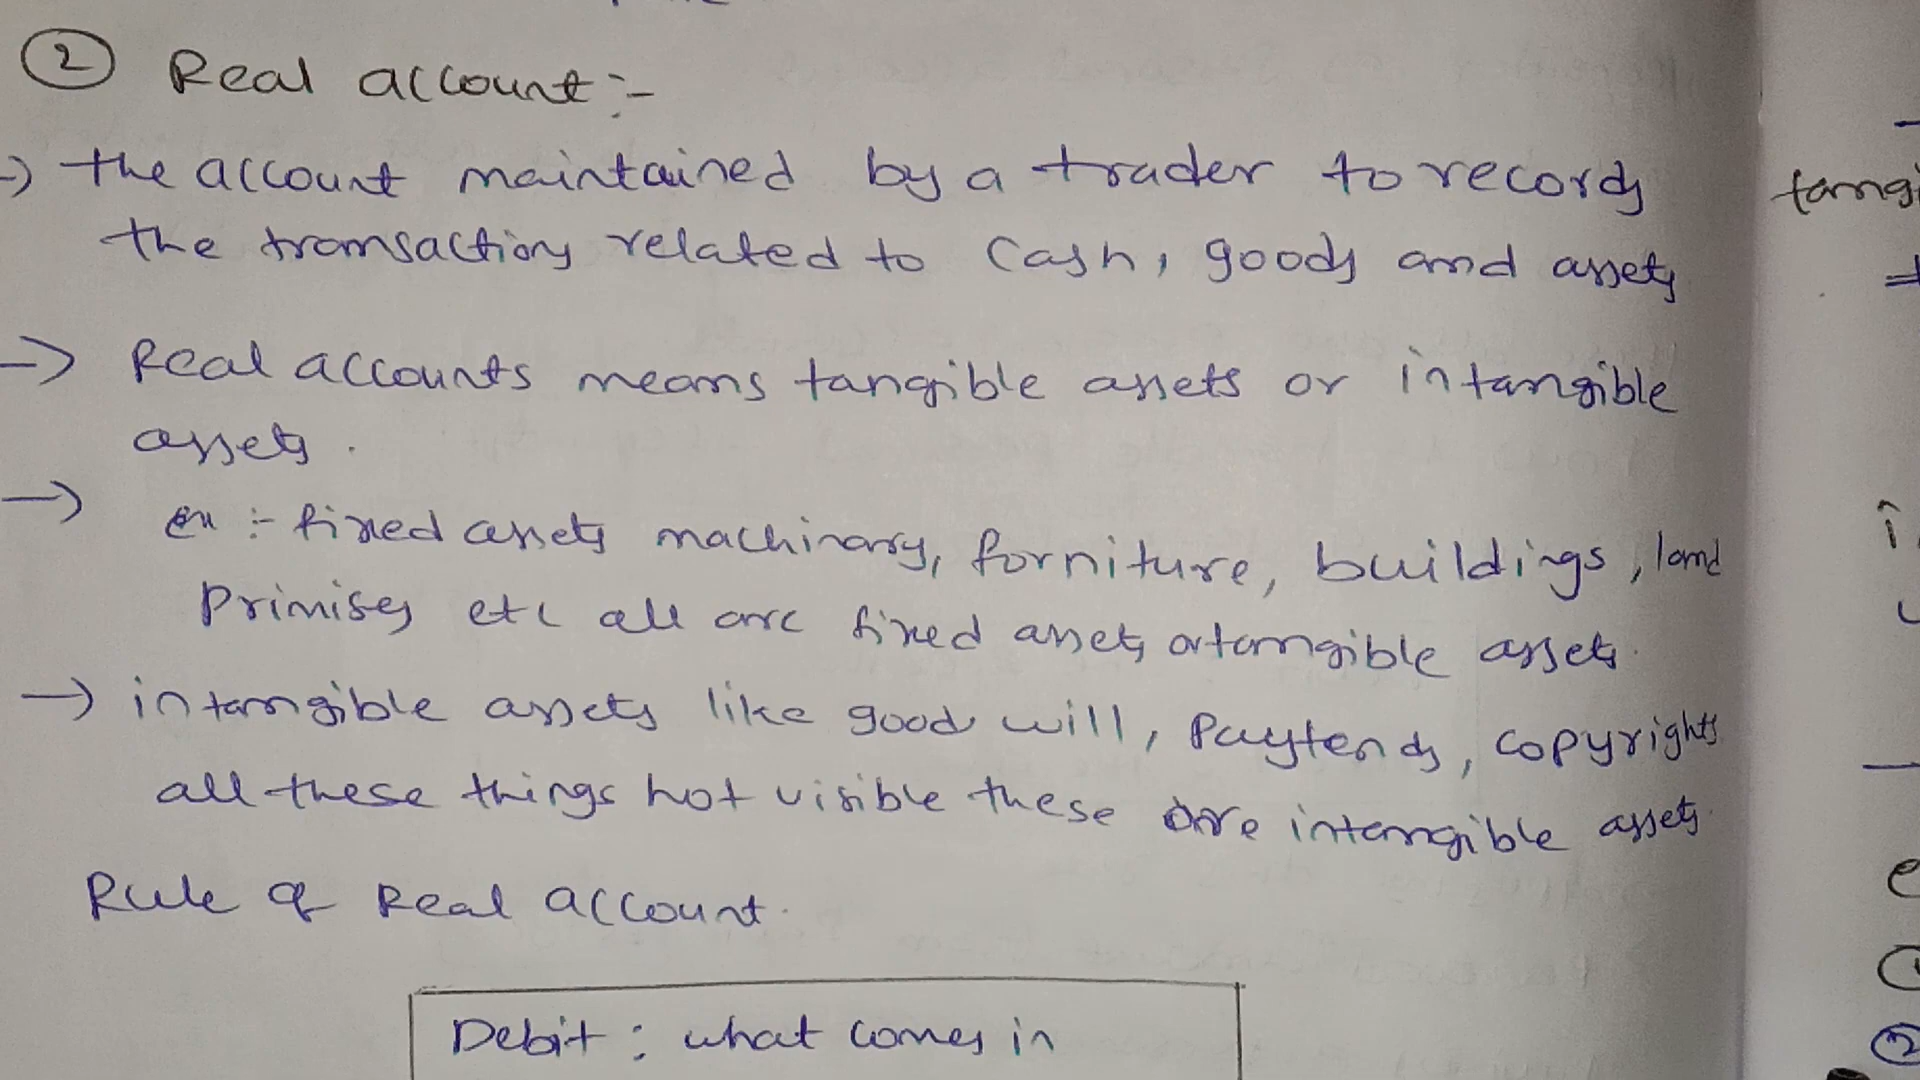 2 Real account :-
-> the account maintained by a trader to records
the transactions related to Cash, goods and assets
-> Real accounts means tangible assets or intangible
assets.
-> ex :- fixed assets machinary, forniture, buildings, land
Primises etc all are fixed assets or tangible assets.
-> intangible assets like good will, Paytends, copyrights
all these things not visible these are intangible assets.
Rule of Real account.
Debit : what comes in
tangi